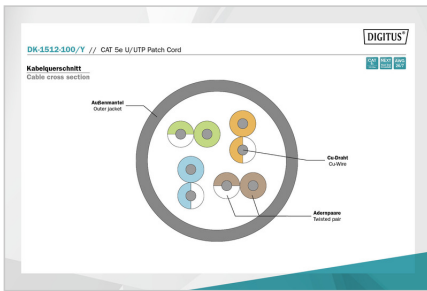 DIGITUS®
DK-1512-100/Y // CAT 5e U/UTP Patch Cord
Kabelquerschnitt
Cable cross section
Außenmantel
Outer jacket
Cu-Draht
Cu-Wire
Adernpaare
Twisted pair